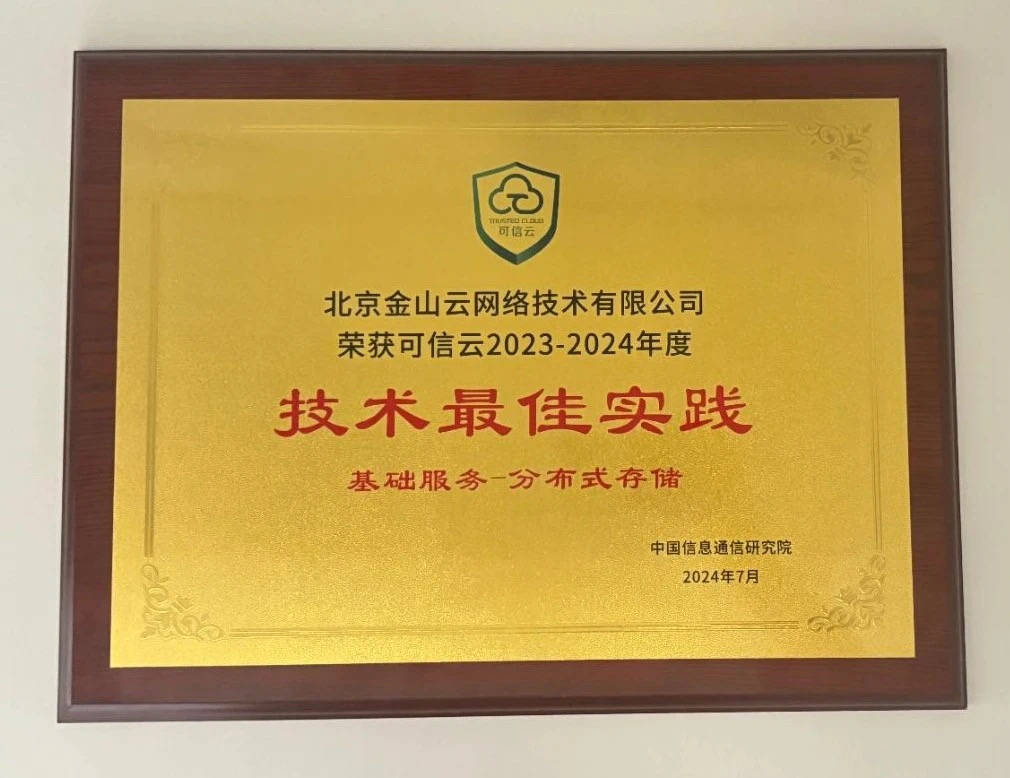 TRUSTED CLOUD
可信云
北京金山云网络技术有限公司
荣获可信云2023-2024年度
技术最佳实践
基础服务-分布式存储
中国信息通信研究院
2024年7月